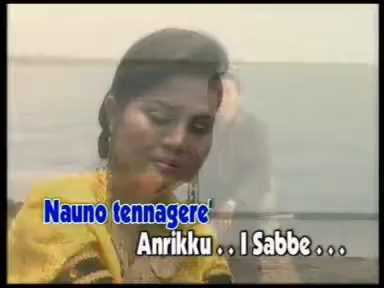 Nauno tennagere'
Anrikku . . I Sabbe . . .